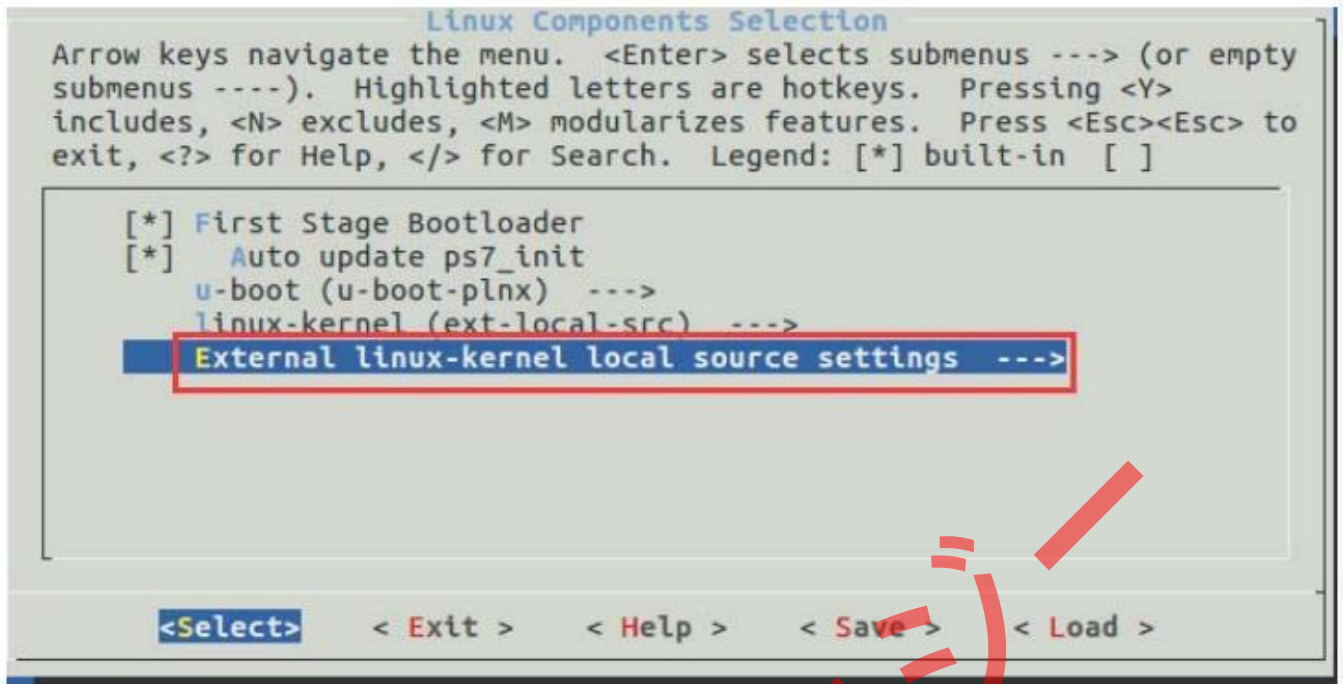 Linux Components Selection
Arrow keys navigate the menu.  <Enter> selects submenus ---> (or empty
submenus ----).  Highlighted letters are hotkeys.  Pressing <Y>
includes, <N> excludes, <M> modularizes features.  Press <Esc><Esc> to
exit, <?> for Help, </> for Search.  Legend: [*] built-in  [ ]
[*] First Stage Bootloader
[*]   Auto update ps7_init
u-boot (u-boot-plnx)  --->
linux-kernel (ext-local-src)  --->
External linux-kernel local source settings  --->
<Select>    < Exit >    < Help >    < Save >    < Load >